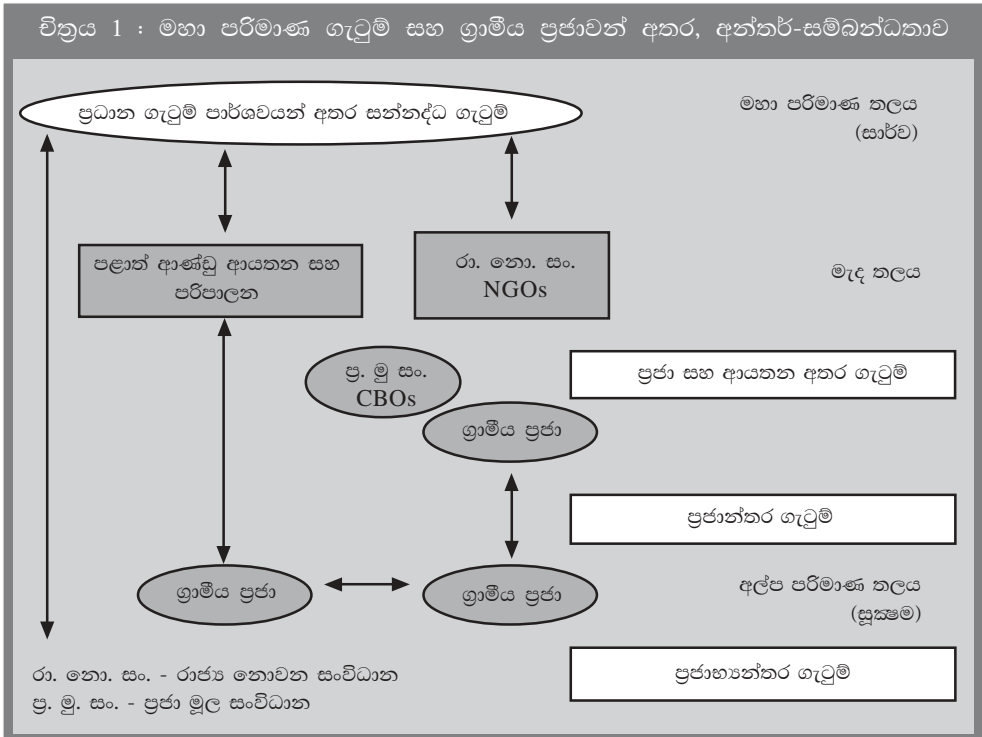 චිත්‍රය 1 : මහා පරිමාණ ගැටුම් සහ ග්‍රාමීය ප්‍රජාවන් අතර, අන්තර්-සම්බන්ධතාව
ප්‍රධාන ගැටුම් පාර්ශවයන් අතර සන්නද්ධ ගැටුම්
මහා පරිමාණ තලය
(සාර්ව)
පළාත් ආණ්ඩු ආයතන සහ
පරිපාලන
රා. නො. සං.
NGOs
මැද තලය
ප්‍ර. මු සං.
CBOs
ප්‍රජා සහ ආයතන අතර ගැටුම්
ග්‍රාමීය ප්‍රජා
ප්‍රජාන්තර ගැටුම්
ග්‍රාමීය ප්‍රජා
ග්‍රාමීය ප්‍රජා
අල්ප පරිමාණ තලය
(සූක්‍ෂම)
ප්‍රජාභ්‍යන්තර ගැටුම්
රා. නො. සං. - රාජ්‍ය නොවන සංවිධාන
ප්‍ර. මු. සං. - ප්‍රජා මූල සංවිධාන